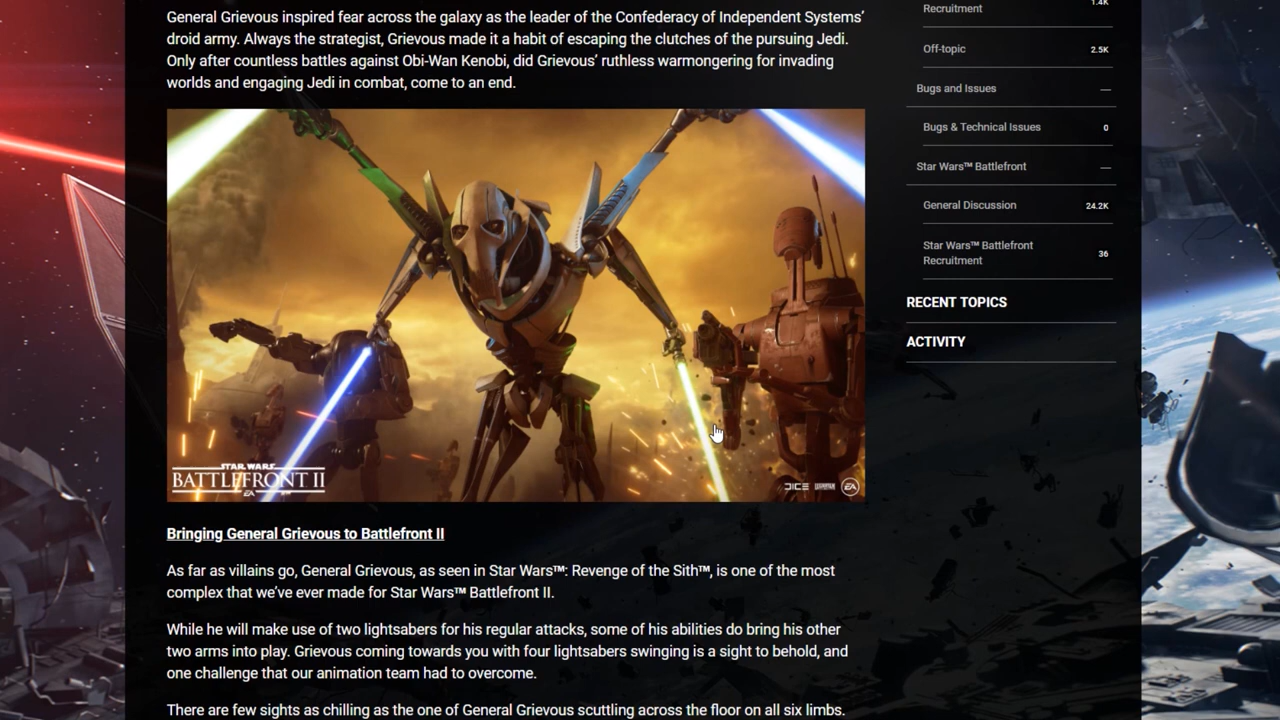 General Grievous inspired fear across the galaxy as the leader of the Confederacy of Independent Systems’
droid army. Always the strategist, Grievous made it a habit of escaping the clutches of the pursuing Jedi.
Only after countless battles against Obi-Wan Kenobi, did Grievous’ ruthless warmongering for invading
worlds and engaging Jedi in combat, come to an end.
STAR WARS
BATTLEFRONT II
EA
DICE
EA
Bringing General Grievous to Battlefront II
As far as villains go, General Grievous, as seen in Star Wars™: Revenge of the Sith™, is one of the most
complex that we’ve ever made for Star Wars™ Battlefront II.
While he will make use of two lightsabers for his regular attacks, some of his abilities do bring his other
two arms into play. Grievous coming towards you with four lightsabers swinging is a sight to behold, and
one challenge that our animation team had to overcome.
There are few sights as chilling as the one of General Grievous scuttling across the floor on all six limbs.
Recruitment 1.4K
Off-topic 2.5K
Bugs and Issues —
Bugs & Technical Issues 0
Star Wars™ Battlefront —
General Discussion 24.2K
Star Wars™ Battlefront
Recruitment 36
RECENT TOPICS
ACTIVITY